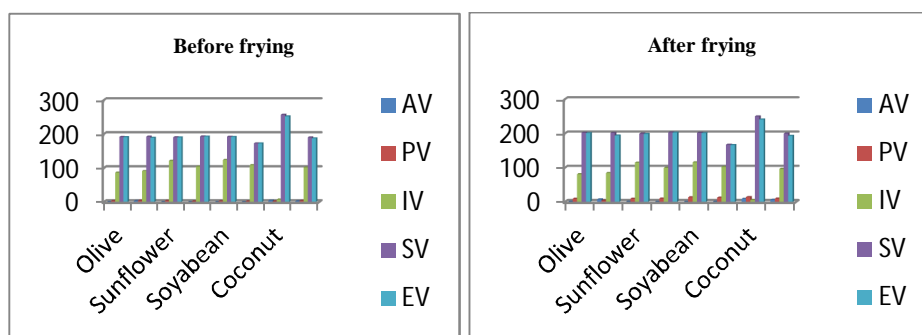 Before frying
300
200
100
0
Olive
Sunflower
Soyabean
Coconut
AV
PV
IV
SV
EV
After frying
300
200
100
0
Olive
Sunflower
Soyabean
Coconut
AV
PV
IV
SV
EV